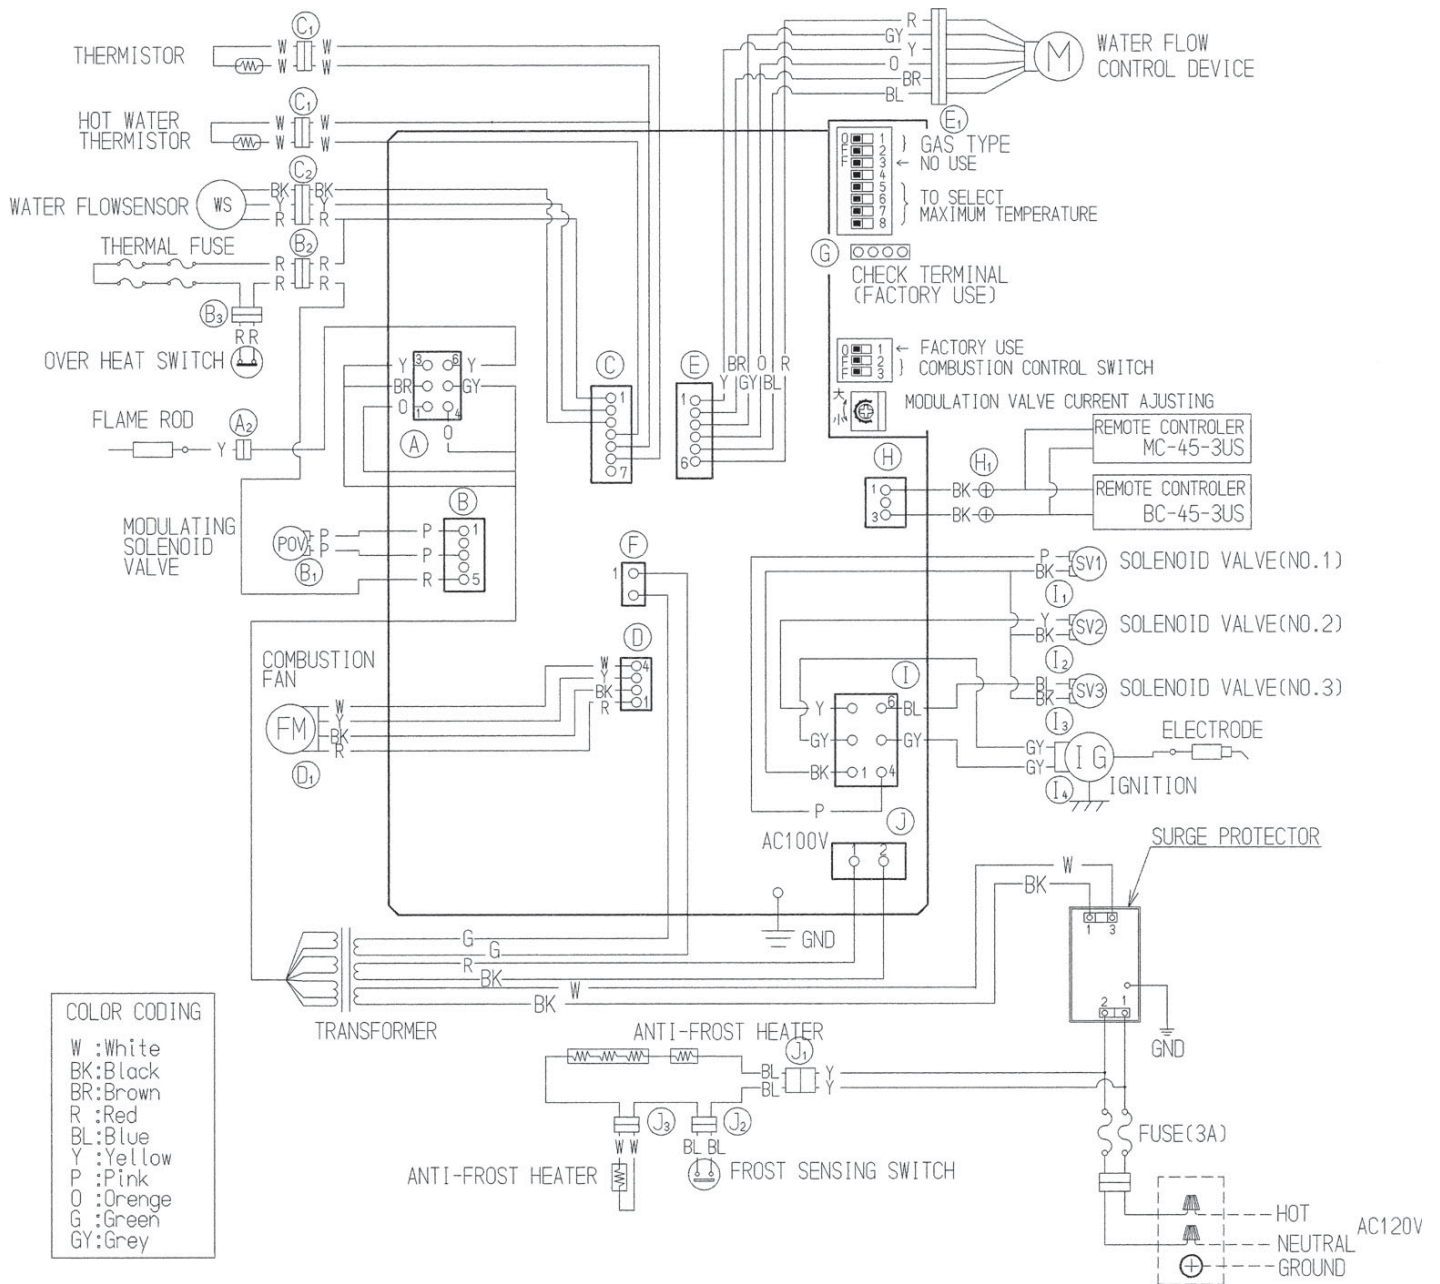 C1
THERMISTOR
W W
W W
C1
HOT WATER
THERMISTOR
W W
W W
C2
WATER FLOWSENSOR
WS
BK BK
Y Y
R R
THERMAL FUSE
B2
R R
R R
B3
R R
OVER HEAT SWITCH
FLAME ROD
A2
Y
3 6
Y Y
BR GY
O 1 4
O
A
MODULATING
SOLENOID
VALVE
POV
P
P
B1
B
P 1
P
R 5
C
1
7
E
1
6
BR O R
Y GY BL
R
GY
Y
O
BR
BL
M
WATER FLOW
CONTROL DEVICE
E1
O 1
F 2
F 3
4
5
6
7
8
} GAS TYPE
← NO USE
} TO SELECT
MAXIMUM TEMPERATURE
G
CHECK TERMINAL
(FACTORY USE)
O 1
F 2
F 3
← FACTORY USE
} COMBUSTION CONTROL SWITCH
大
小
MODULATION VALVE CURRENT AJUSTING
H
1
3
H1
BK
BK
REMOTE CONTROLER
MC-45-3US
REMOTE CONTROLER
BC-45-3US
F
1
D
W 4
Y
BK
R 1
COMBUSTION
FAN
FM
W
Y
BK
R
D1
P
BK
SV1
SOLENOID VALVE(NO.1)
I1
Y
BK
SV2
SOLENOID VALVE(NO.2)
I2
BL
BK
SV3
SOLENOID VALVE(NO.3)
I3
I
Y 6 BL
GY GY
BK 1 4
P
GY
GY
IG
I4
IGNITION
ELECTRODE
J
AC100V
1 2
GND
SURGE PROTECTOR
W
BK
1 3
2 1
GND
G
G
R
BK
W
BK
TRANSFORMER
ANTI-FROST HEATER
J1
BL Y
BL Y
J3
W W
J2
BL BL
ANTI-FROST HEATER
FROST SENSING SWITCH
FUSE(3A)
HOT
NEUTRAL
GROUND
AC120V
COLOR CODING
W :White
BK:Black
BR:Brown
R :Red
BL:Blue
Y :Yellow
P :Pink
O :Orenge
G :Green
GY:Grey